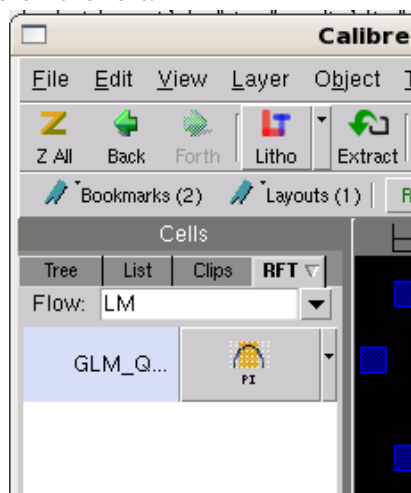 Calibre
File Edit View Layer Object
Z All Back Forth Litho Extract
Bookmarks (2) Layouts (1)
Cells
Tree List Clips RFT
Flow: LM
GLM_Q... PI